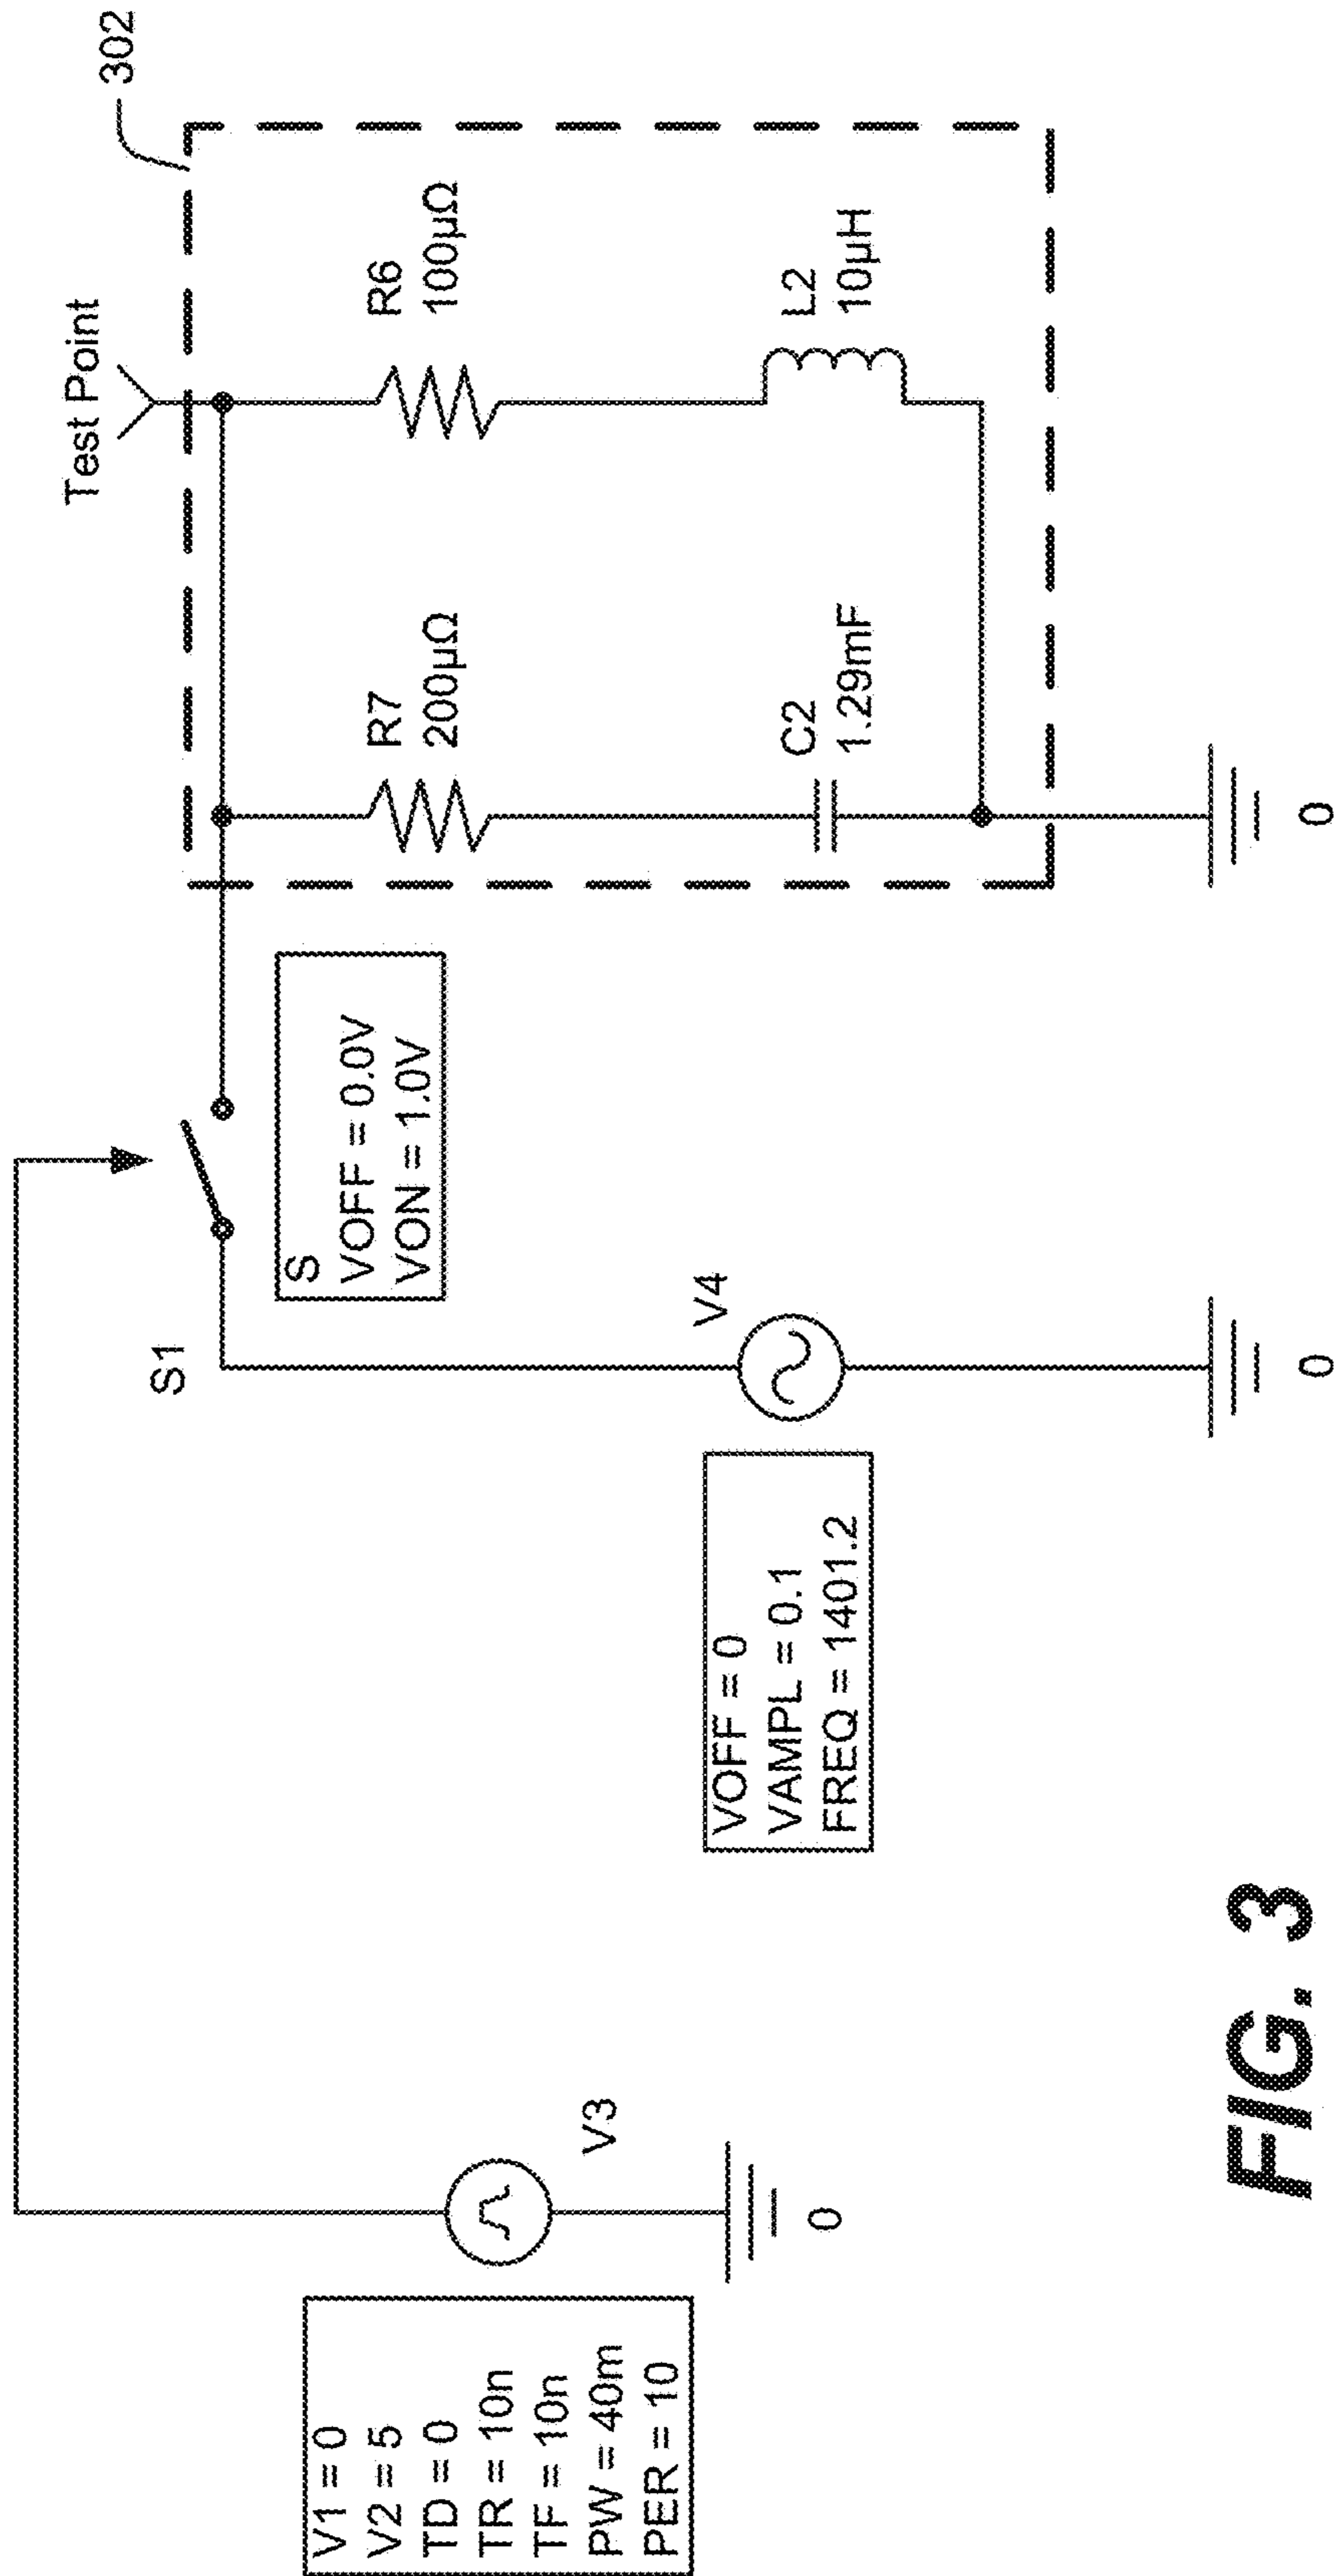 V1 = 0
V2 = 5
TD = 0
TR = 10n
TF = 10n
PW = 40m
PER = 10
V3
0
S1
S
VOFF = 0.0V
VON = 1.0V
V4
VOFF = 0
VAMPL = 0.1
FREQ = 1401.2
0
Test Point
302
R7
200µΩ
R6
100µΩ
C2
1.29mF
L2
10µH
0
FIG. 3